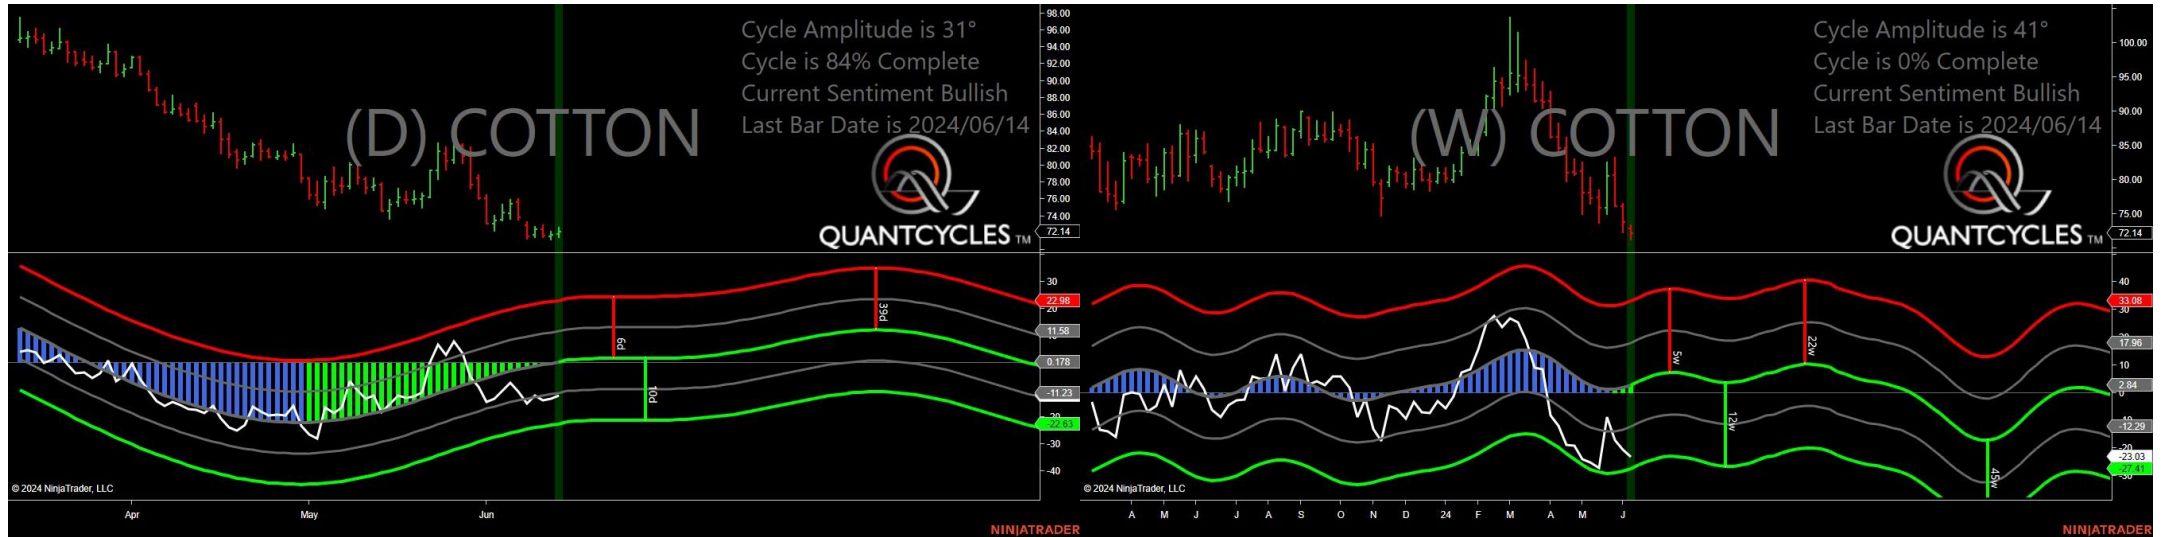 Cycle Amplitude is 31°
Cycle is 84% Complete
Current Sentiment Bullish
Last Bar Date is 2024/06/14
(D) COTTON
QUANTCYCLES TM
98.00
96.00
94.00
92.00
90.00
88.00
86.00
84.00
82.00
80.00
78.00
76.00
74.00
72.14
30
22.98
20
11.58
0.178
-11.23
-22.63
-30
-40
6d
10d
39d
© 2024 NinjaTrader, LLC
Apr
May
Jun
NINJATRADER
Cycle Amplitude is 41°
Cycle is 0% Complete
Current Sentiment Bullish
Last Bar Date is 2024/06/14
(W) COTTON
QUANTCYCLES TM
100.00
95.00
90.00
85.00
80.00
75.00
72.14
40
33.08
30
17.96
10
2.84
0
-12.29
-20
-23.03
-27.41
-30
5w
12w
22w
45w
© 2024 NinjaTrader, LLC
A M J J A S O N D 24 F M A M J
NINJATRADER